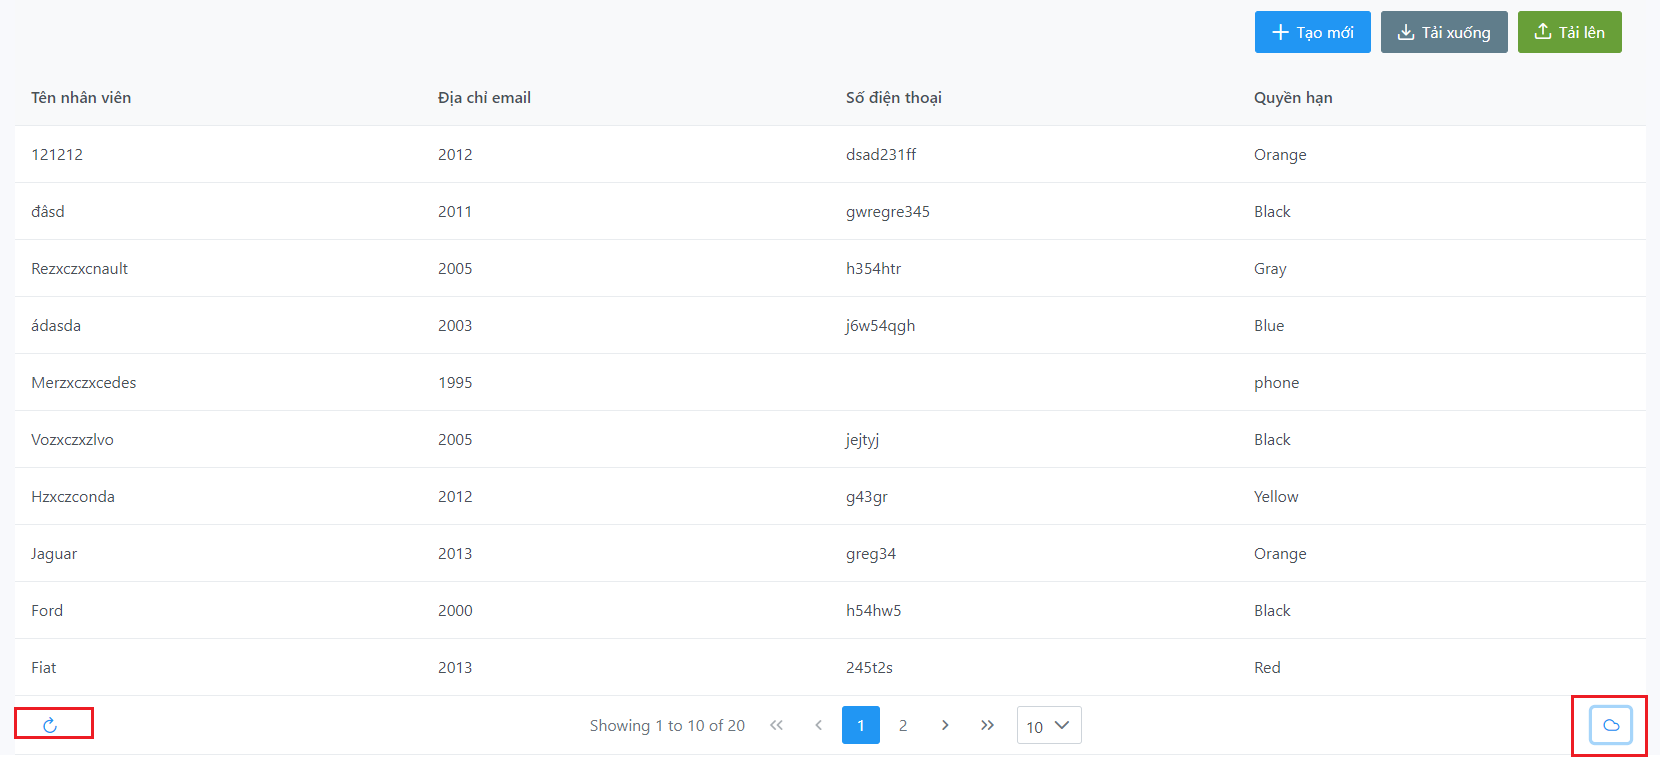 Tạo mới Tải xuống Tải lên
Tên nhân viên Địa chỉ email Số điện thoại Quyền hạn
121212 2012 dsad231ff Orange
đâsd 2011 gwregre345 Black
Rezxczxcnault 2005 h354htr Gray
ádasda 2003 j6w54qgh Blue
Merzxczxcedes 1995 phone
Vozxczxzlvo 2005 jejtyj Black
Hzxczconda 2012 g43gr Yellow
Jaguar 2013 greg34 Orange
Ford 2000 h54hw5 Black
Fiat 2013 245t2s Red
Showing 1 to 10 of 20 1 2 10